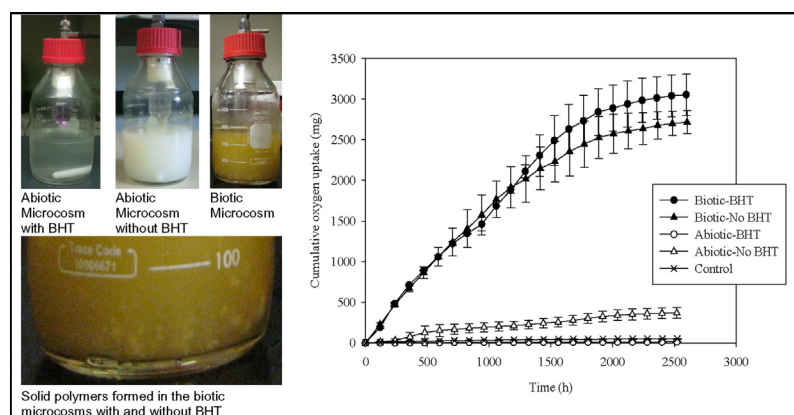 Abiotic
Microcosm
with BHT
Abiotic
Microcosm
without BHT
Biotic
Microcosm
Trace Code
10006671
100
Solid polymers formed in the biotic
microcosms with and without BHT
Cumulative oxygen uptake (mg)
3500
3000
2500
2000
1500
1000
500
0
0
500
1000
1500
2000
2500
3000
Time (h)
Biotic-BHT
Biotic-No BHT
Abiotic-BHT
Abiotic-No BHT
Control